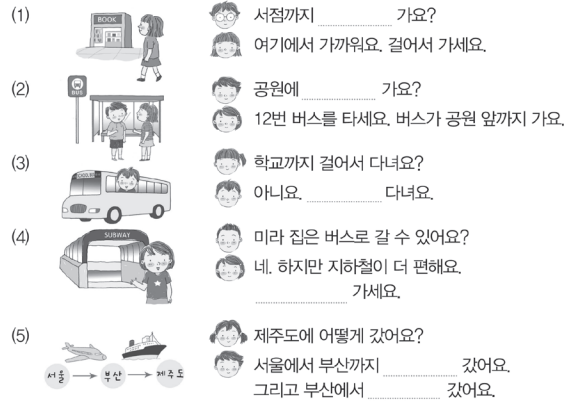 (1)
BOOK
서점까지 ............ 가요?
여기에서 가까워요. 걸어서 가세요.
(2)
BUS
공원에 ............ 가요?
12번 버스를 타세요. 버스가 공원 앞까지 가요.
(3)
학교까지 걸어서 다녀요?
아니요. ............ 다녀요.
(4)
SUBWAY
미라 집은 버스로 갈 수 있어요?
네. 하지만 지하철이 더 편해요.
............ 가세요.
(5)
서울 → 부산 → 제주도
제주도에 어떻게 갔어요?
서울에서 부산까지 ............ 갔어요.
그리고 부산에서 ............ 갔어요.